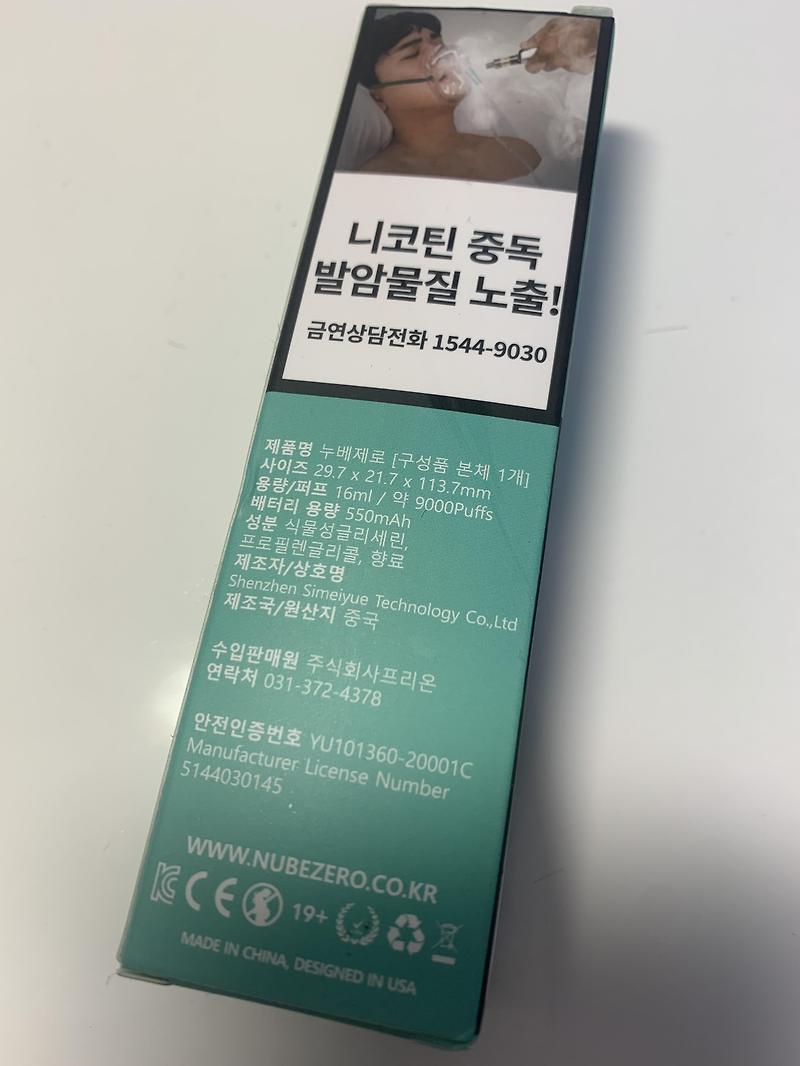 니코틴 중독
발암물질 노출!
금연상담전화 1544-9030
제품명 누베제로 [구성품 본체 1개]
사이즈 29.7 x 21.7 x 113.7mm
용량/퍼프 16ml / 약 9000Puffs
배터리 용량 550mAh
성분 식물성글리세린,
프로필렌글리콜, 향료
제조자/상호명
Shenzhen Simeiyue Technology Co.,Ltd
제조국/원산지 중국
수입판매원 주식회사프리온
연락처 031-372-4378
안전인증번호 YU101360-20001C
Manufacturer License Number
5144030145
WWW.NUBEZERO.CO.KR
KC CE 19+
MADE IN CHINA, DESIGNED IN USA